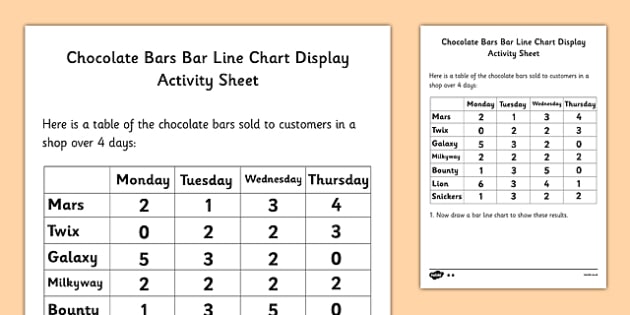 Chocolate Bars Bar Line Chart Display
Activity Sheet
Here is a table of the chocolate bars sold to customers in a
shop over 4 days:
Monday Tuesday Wednesday Thursday
Mars 2 1 3 4
Twix 0 2 2 3
Galaxy 5 3 2 0
Milkyway 2 2 2 2
Bounty 1 3 5 0
Chocolate Bars Bar Line Chart Display
Activity Sheet
Here is a table of the chocolate bars sold to customers in a
shop over 4 days:
Monday Tuesday Wednesday Thursday
Mars 2 1 3 4
Twix 0 2 2 3
Galaxy 5 3 2 0
Milkyway 2 2 2 2
Bounty 1 3 5 0
Lion 6 3 4 1
Snickers 1 3 2 2
1. Now draw a bar line chart to show these results.